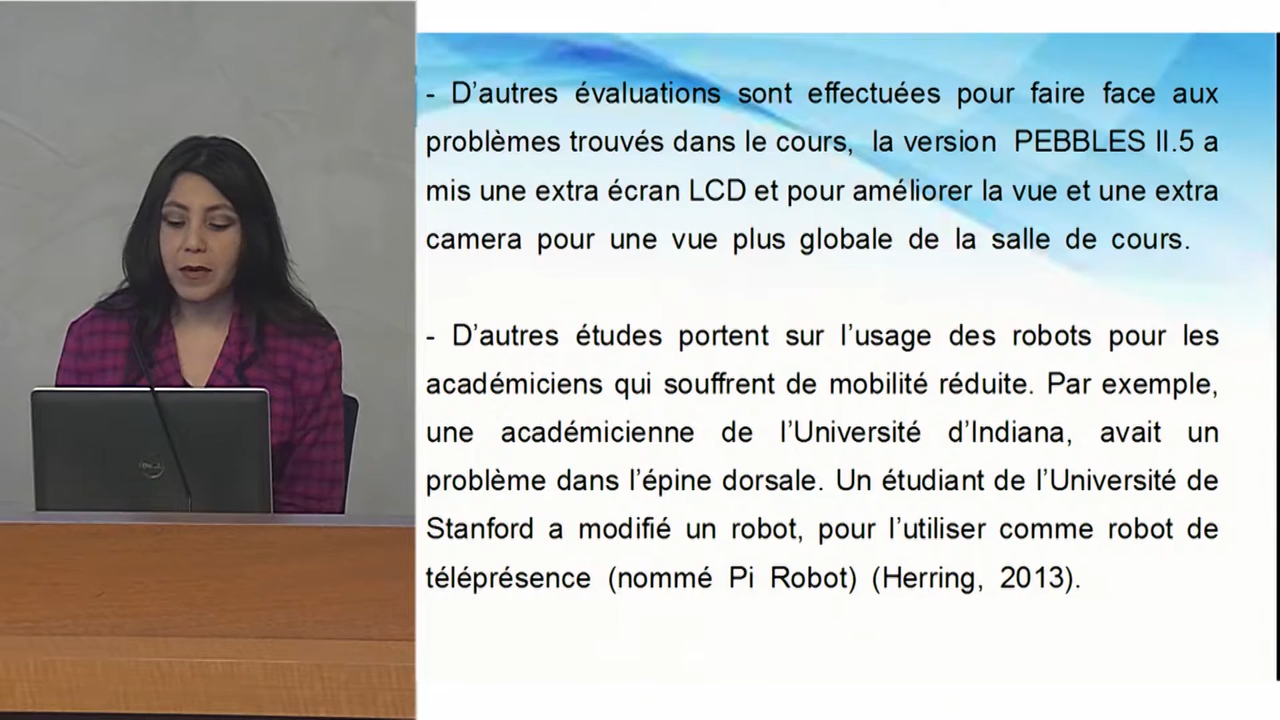 - D’autres évaluations sont effectuées pour faire face aux
problèmes trouvés dans le cours, la version PEBBLES II.5 a
mis une extra écran LCD et pour améliorer la vue et une extra
camera pour une vue plus globale de la salle de cours.
- D’autres études portent sur l’usage des robots pour les
académiciens qui souffrent de mobilité réduite. Par exemple,
une académicienne de l’Université d’Indiana, avait un
problème dans l’épine dorsale. Un étudiant de l’Université de
Stanford a modifié un robot, pour l’utiliser comme robot de
téléprésence (nommé Pi Robot) (Herring, 2013).
DELL